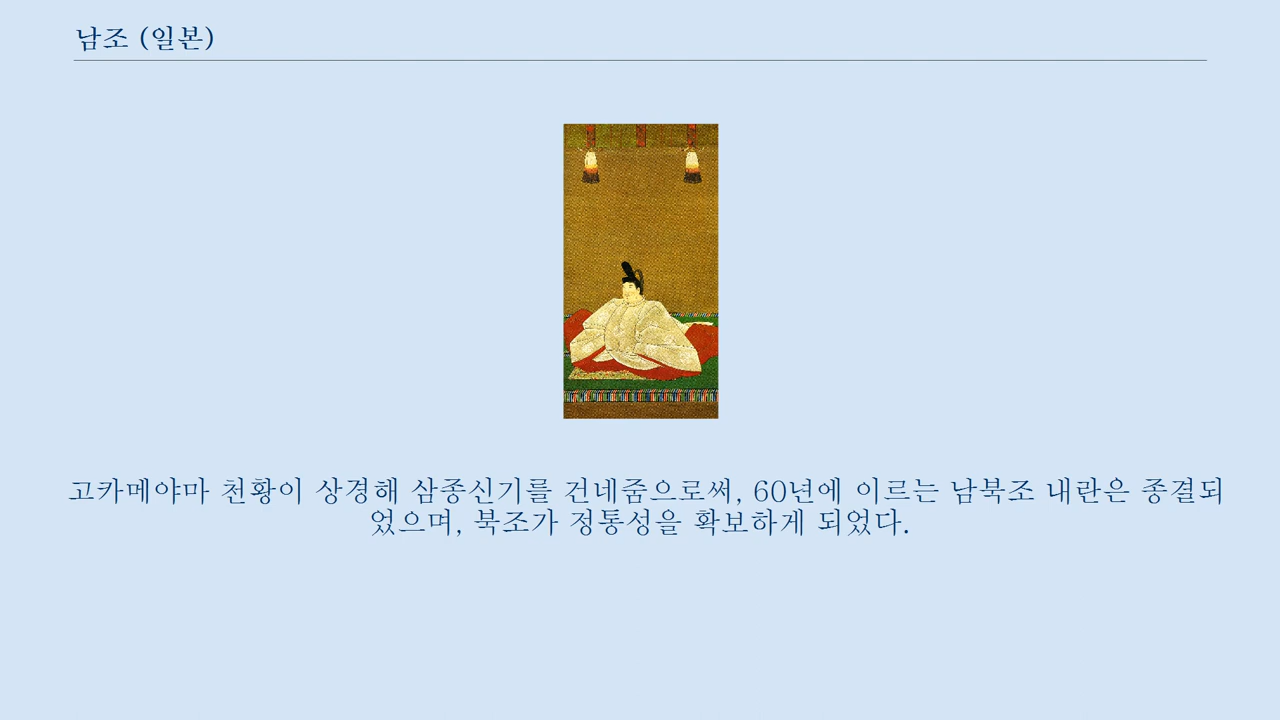 남조 (일본)
고카메야마 천황이 상경해 삼종신기를 건네줌으로써, 60년에 이르는 남북조 내란은 종결되
었으며, 북조가 정통성을 확보하게 되었다.